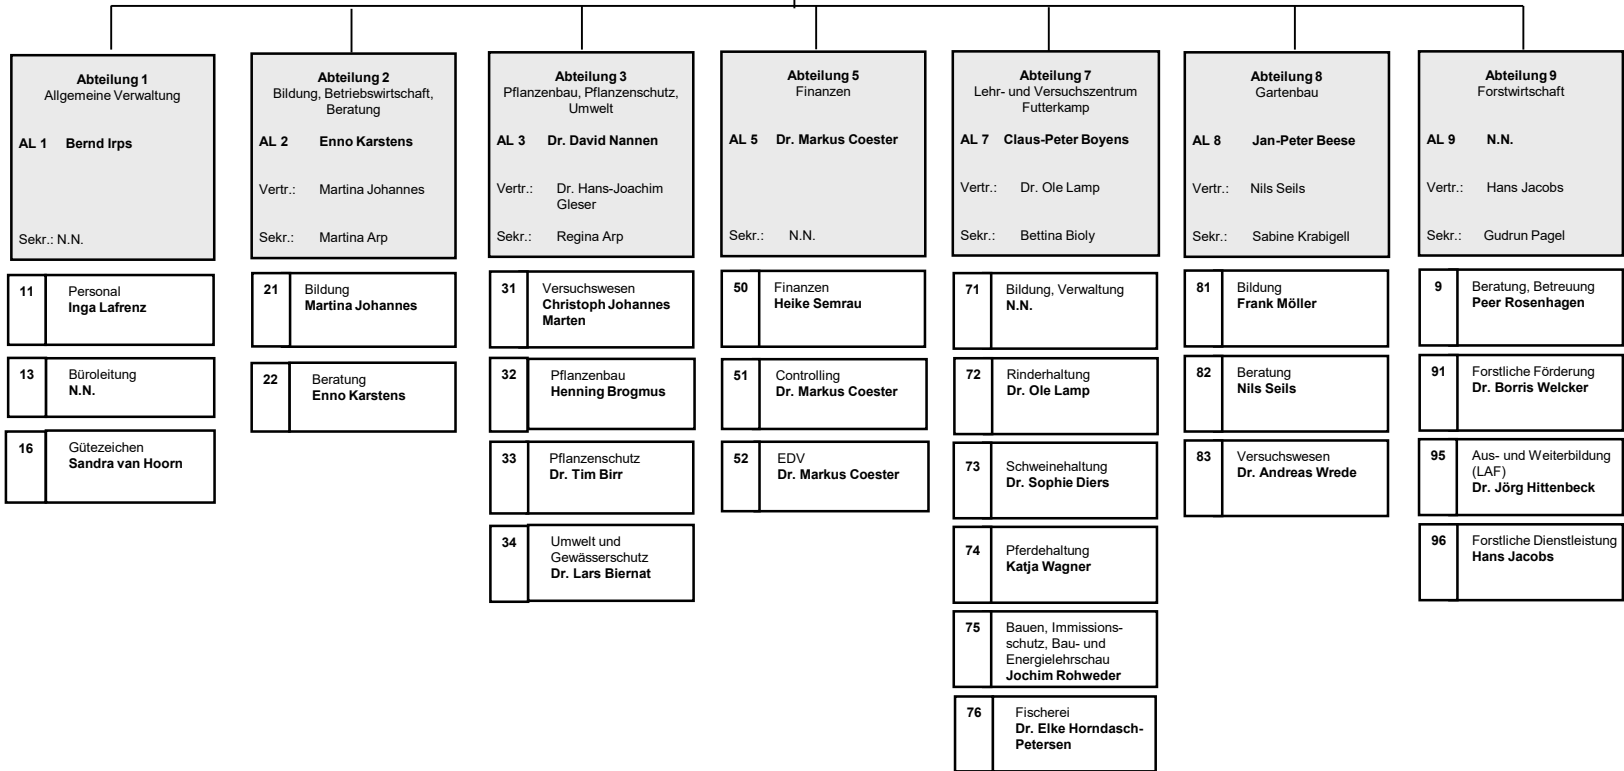 Abteilung 1
Allgemeine Verwaltung
AL 1 Bernd Irps
Sekr.: N.N.
11 Personal
Inga Lafrenz
13 Büroleitung
N.N.
16 Gütezeichen
Sandra van Hoorn
Abteilung 2
Bildung, Betriebswirtschaft,
Beratung
AL 2 Enno Karstens
Vertr.: Martina Johannes
Sekr.: Martina Arp
21 Bildung
Martina Johannes
22 Beratung
Enno Karstens
Abteilung 3
Pflanzenbau, Pflanzenschutz,
Umwelt
AL 3 Dr. David Nannen
Vertr.: Dr. Hans-Joachim
Gleser
Sekr.: Regina Arp
31 Versuchswesen
Christoph Johannes
Marten
32 Pflanzenbau
Henning Brogmus
33 Pflanzenschutz
Dr. Tim Birr
34 Umwelt und
Gewässerschutz
Dr. Lars Biernat
Abteilung 5
Finanzen
AL 5 Dr. Markus Coester
Sekr.: N.N.
50 Finanzen
Heike Semrau
51 Controlling
Dr. Markus Coester
52 EDV
Dr. Markus Coester
Abteilung 7
Lehr- und Versuchszentrum
Futterkamp
AL 7 Claus-Peter Boyens
Vertr.: Dr. Ole Lamp
Sekr.: Bettina Bioly
71 Bildung, Verwaltung
N.N.
72 Rinderhaltung
Dr. Ole Lamp
73 Schweinehaltung
Dr. Sophie Diers
74 Pferdehaltung
Katja Wagner
75 Bauen, Immissions-
schutz, Bau- und
Energielehrschau
Jochim Rohweder
76 Fischerei
Dr. Elke Horndasch-
Petersen
Abteilung 8
Gartenbau
AL 8 Jan-Peter Beese
Vertr.: Nils Seils
Sekr.: Sabine Krabigell
81 Bildung
Frank Möller
82 Beratung
Nils Seils
83 Versuchswesen
Dr. Andreas Wrede
Abteilung 9
Forstwirtschaft
AL 9 N.N.
Vertr.: Hans Jacobs
Sekr.: Gudrun Pagel
9 Beratung, Betreuung
Peer Rosenhagen
91 Forstliche Förderung
Dr. Borris Welcker
95 Aus- und Weiterbildung
(LAF)
Dr. Jörg Hittenbeck
96 Forstliche Dienstleistung
Hans Jacobs